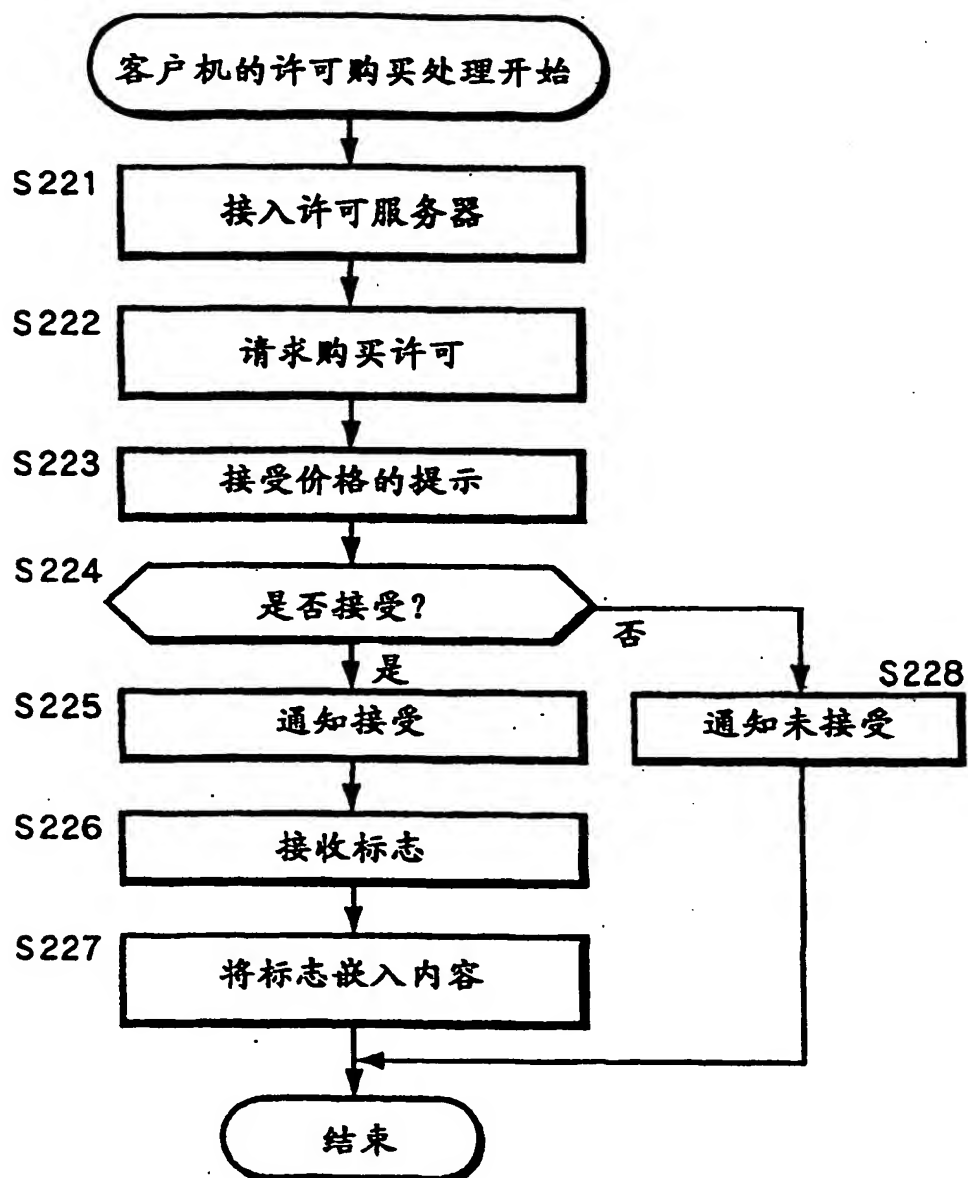 客户机的许可购买处理开始
S221
接入许可服务器
S222
请求购买许可
S223
接受价格的提示
S224
是否接受?
否
是
S225
通知接受
S228
通知未接受
S226
接收标志
S227
将标志嵌入内容
结束